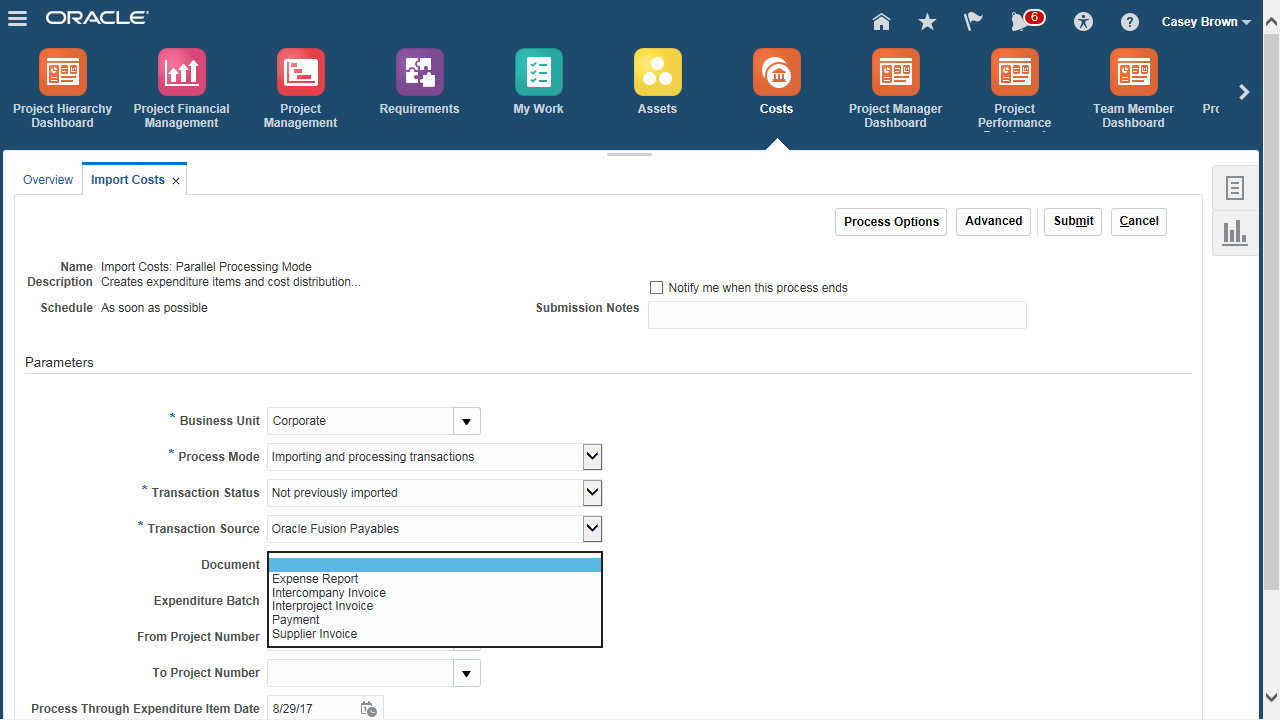 ORACLE
6
Casey Brown
Project Hierarchy
Dashboard
Project Financial
Management
Project
Management
Requirements
My Work
Assets
Costs
Project Manager
Dashboard
Project
Performance
Team Member
Dashboard
Overview
Import Costs
Process Options
Advanced
Submit
Cancel
Name Import Costs: Parallel Processing Mode
Description Creates expenditure items and cost distribution...
Notify me when this process ends
Schedule As soon as possible
Submission Notes
Parameters
* Business Unit Corporate
* Process Mode Importing and processing transactions
* Transaction Status Not previously imported
* Transaction Source Oracle Fusion Payables
Document
Expense Report
Intercompany Invoice
Expenditure Batch
Interproject Invoice
Payment
Supplier Invoice
From Project Number
To Project Number
Process Through Expenditure Item Date 8/29/17